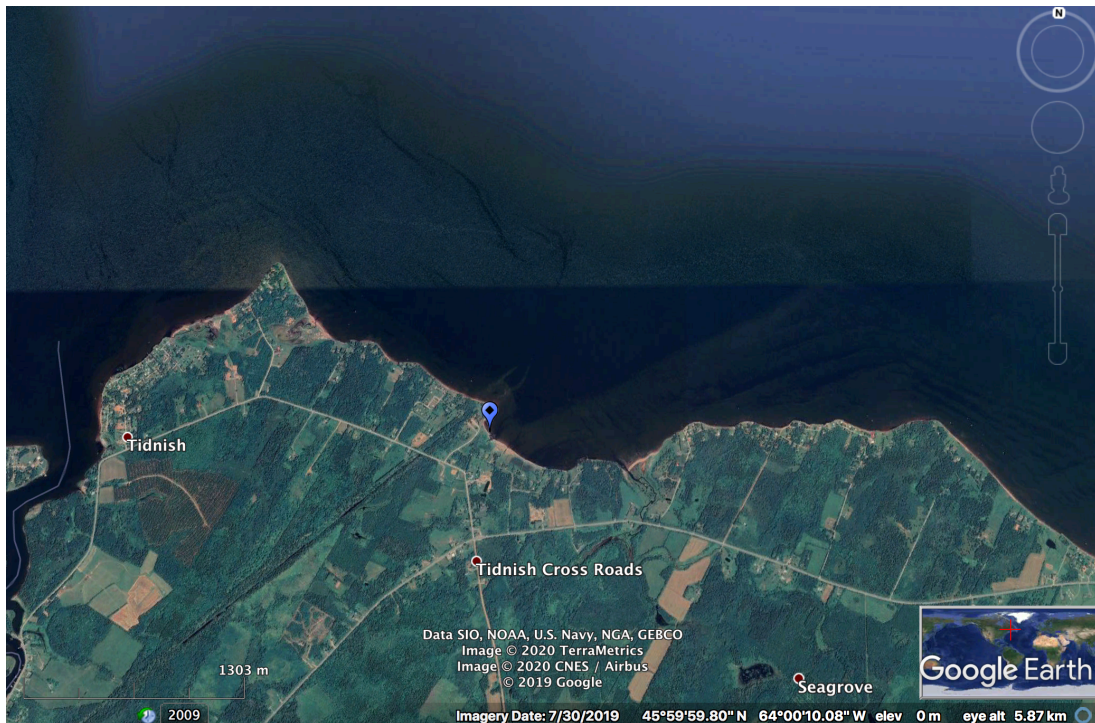 N
Tidnish
Tidnish Cross Roads
Data SIO, NOAA, U.S. Navy, NGA, GEBCO
Image © 2020 TerraMetrics
Image © 2020 CNES / Airbus
© 2019 Google
1303 m
Google Earth
Seagrove
2009
Imagery Date: 7/30/2019 45°59'59.80" N 64°00'10.08" W elev 0 m eye alt 5.87 km